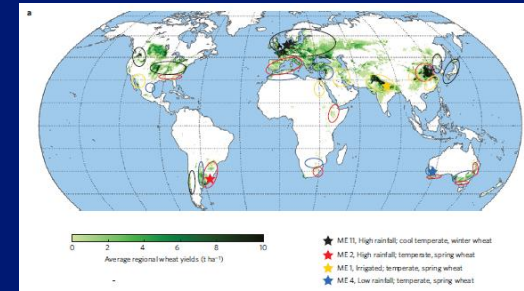 a
0 2 4 6 8 10
Average regional wheat yields (t ha⁻¹)
ME 11, High rainfall; cool temperate, winter wheat
ME 2, High rainfall; temperate, spring wheat
ME 1, Irrigated; temperate, spring wheat
ME 4, Low rainfall; temperate, spring wheat